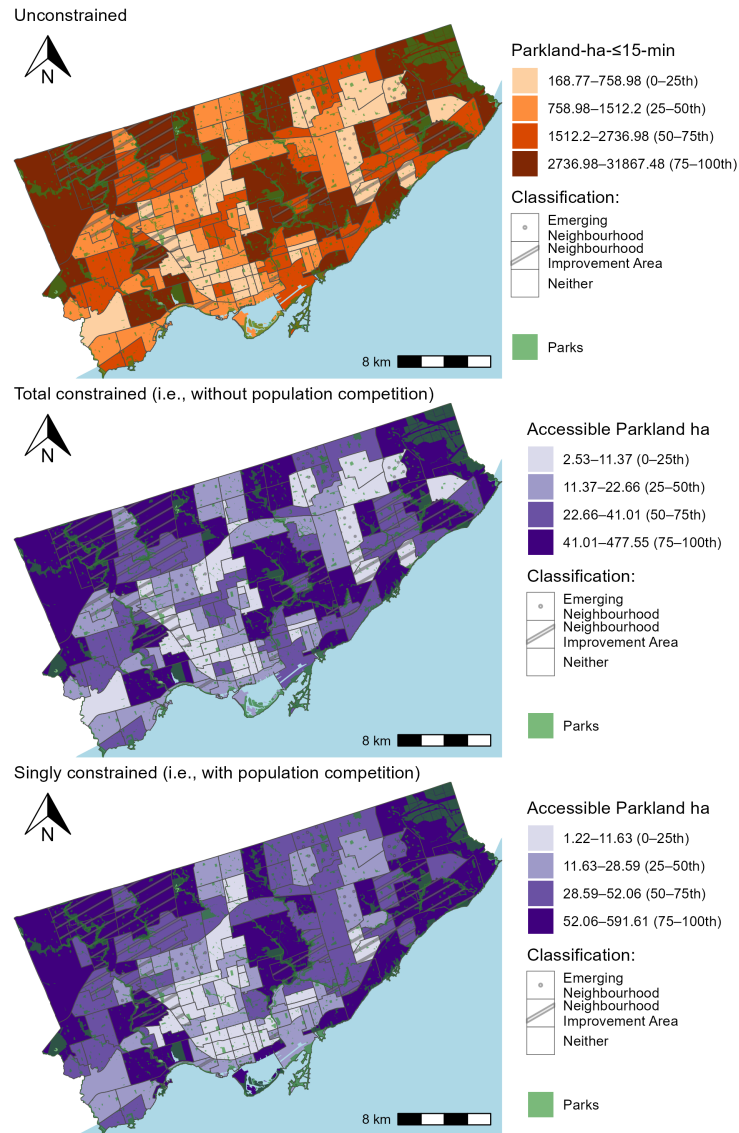 Unconstrained
N
8 km
Parkland-ha-≤15-min
168.77–758.98 (0–25th)
758.98–1512.2 (25–50th)
1512.2–2736.98 (50–75th)
2736.98–31867.48 (75–100th)
Classification:
Emerging
Neighbourhood
Neighbourhood
Improvement Area
Neither
Parks
Total constrained (i.e., without population competition)
N
8 km
Accessible Parkland ha
2.53–11.37 (0–25th)
11.37–22.66 (25–50th)
22.66–41.01 (50–75th)
41.01–477.55 (75–100th)
Classification:
Emerging
Neighbourhood
Neighbourhood
Improvement Area
Neither
Parks
Singly constrained (i.e., with population competition)
N
8 km
Accessible Parkland ha
1.22–11.63 (0–25th)
11.63–28.59 (25–50th)
28.59–52.06 (50–75th)
52.06–591.61 (75–100th)
Classification:
Emerging
Neighbourhood
Neighbourhood
Improvement Area
Neither
Parks